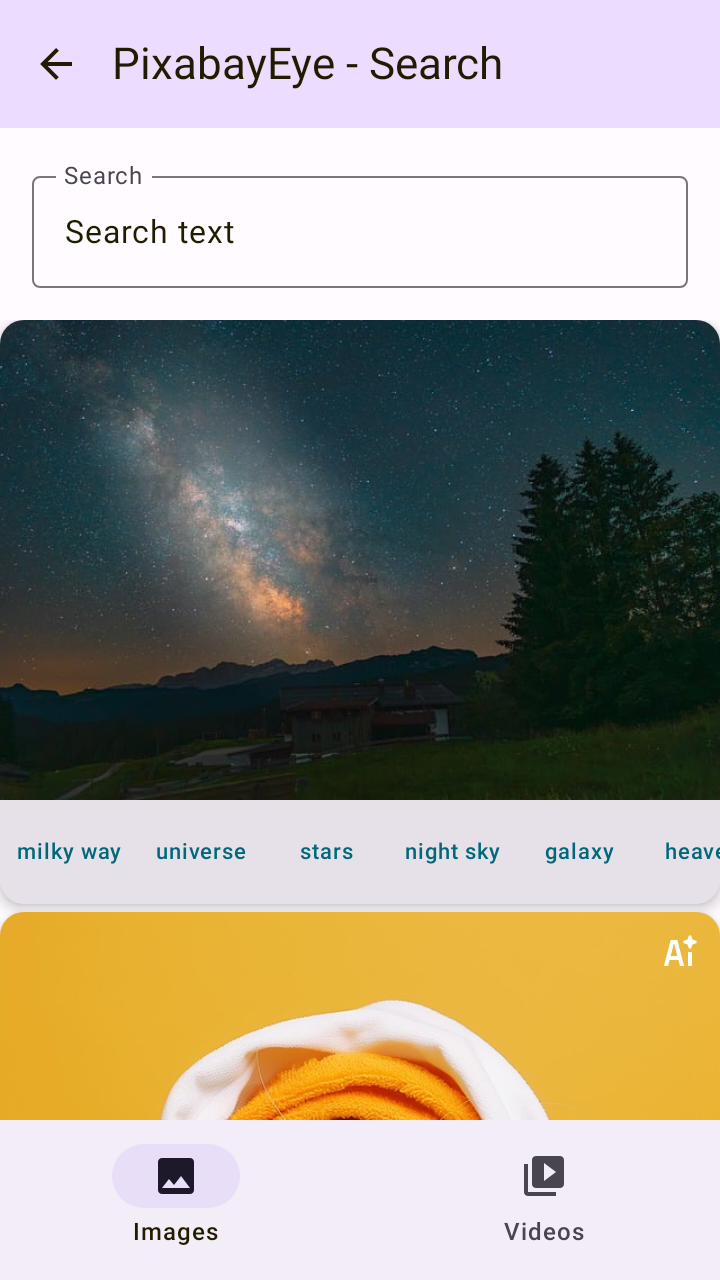 PixabayEye - Search
Search
Search text
milky way universe stars night sky galaxy heave
Ai
Images Videos